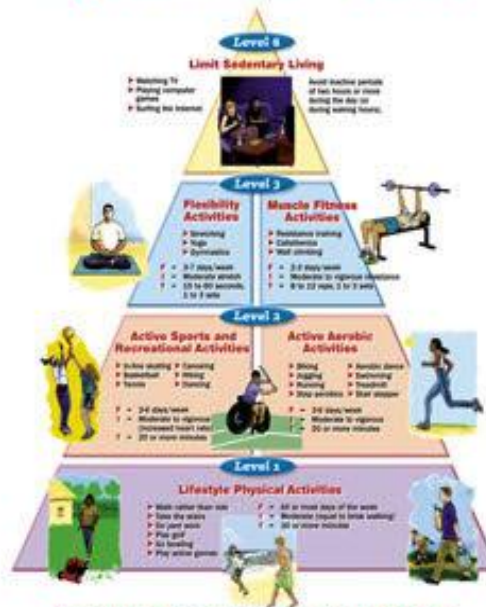 Level 6
Limit Sedentary Living
▶ Watching TV
▶ Playing computer
games
▶ Surfing the Internet
Avoid inactive periods
of two hours or more
during the day (or
during waking hours).
Level 3
Flexibility
Activities
▶ Stretching
▶ Yoga
▶ Gymnastics
F = 3-7 days/week
I = Moderate stretch
T = 15 to 60 seconds,
1 to 3 sets
Muscle Fitness
Activities
▶ Resistance training
▶ Calisthenics
▶ Wall climbing
F = 2-3 days/week
I = Moderate to vigorous resistance
T = 8 to 12 reps, 1 to 3 sets
Level 2
Active Sports and
Recreational Activities
▶ In-line skating
▶ Basketball
▶ Tennis
▶ Canoeing
▶ Hiking
▶ Dancing
F = 3-6 days/week
I = Moderate to vigorous
(increased heart rate)
T = 20 or more minutes
Active Aerobic
Activities
▶ Biking
▶ Jogging
▶ Running
▶ Step aerobics
▶ Aerobic dance
▶ Swimming
▶ Treadmill
▶ Stair stepper
F = 3-6 days/week
I = Moderate to vigorous
T = 20 or more minutes
Level 1
Lifestyle Physical Activities
▶ Walk rather than ride
▶ Take the stairs
▶ Do yard work
▶ Play golf
▶ Go bowling
▶ Play active games
F = All or most days of the week
I = Moderate (equal to brisk walking)
T = 30 or more minutes